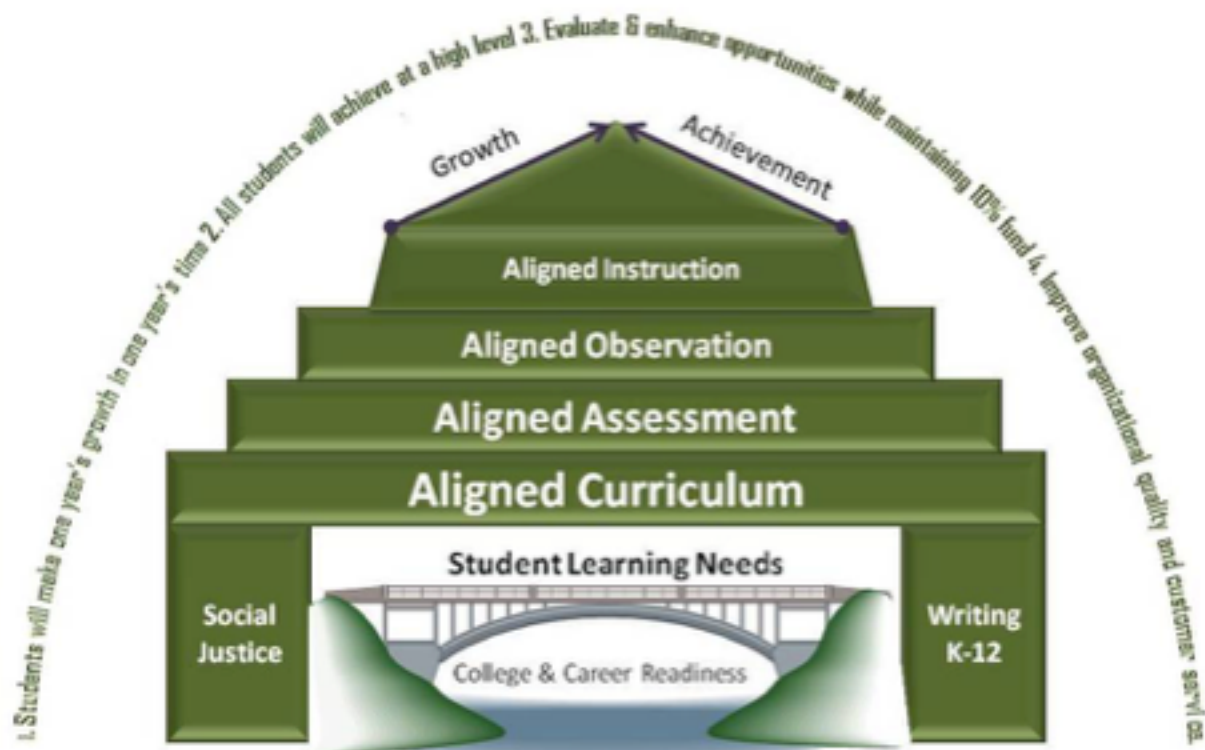 1. Students will make one year's growth in one year's time 2. All students will achieve at a high level 3. Evaluate & enhance opportunities while maintaining 10% fund 4. Improve organizational quality and customer service.
Growth
Achievement
Aligned Instruction
Aligned Observation
Aligned Assessment
Aligned Curriculum
Student Learning Needs
Social
Justice
College & Career Readiness
Writing
K-12